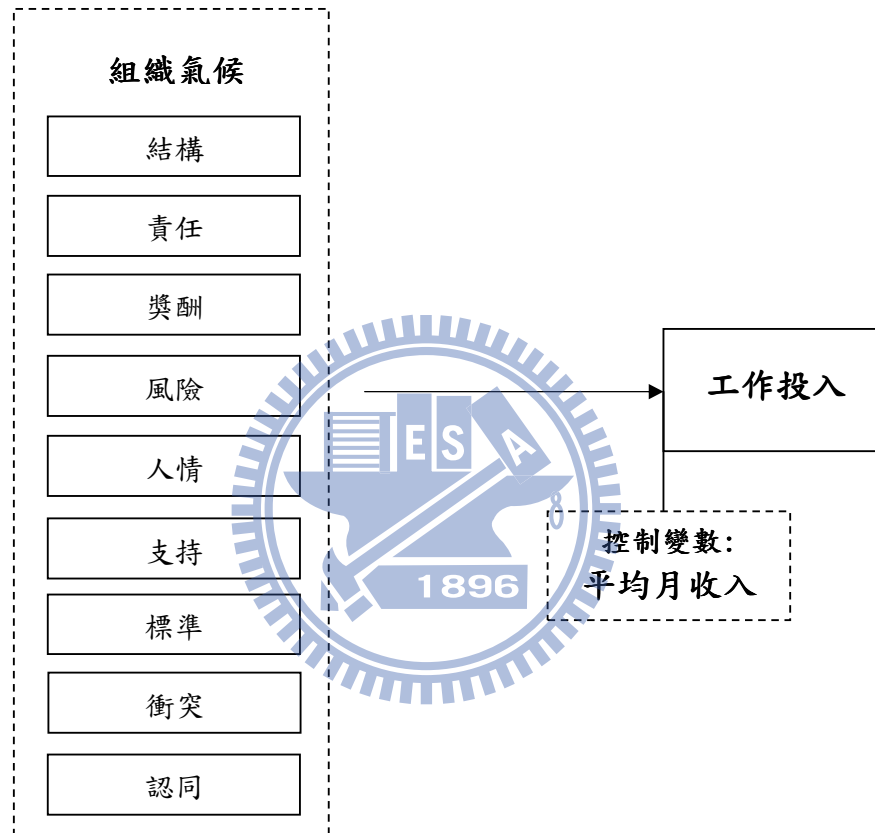 組織氣候
結構
責任
獎酬
風險
人情
支持
標準
衝突
認同
工作投入
控制變數:
平均月收入
E S A
1896